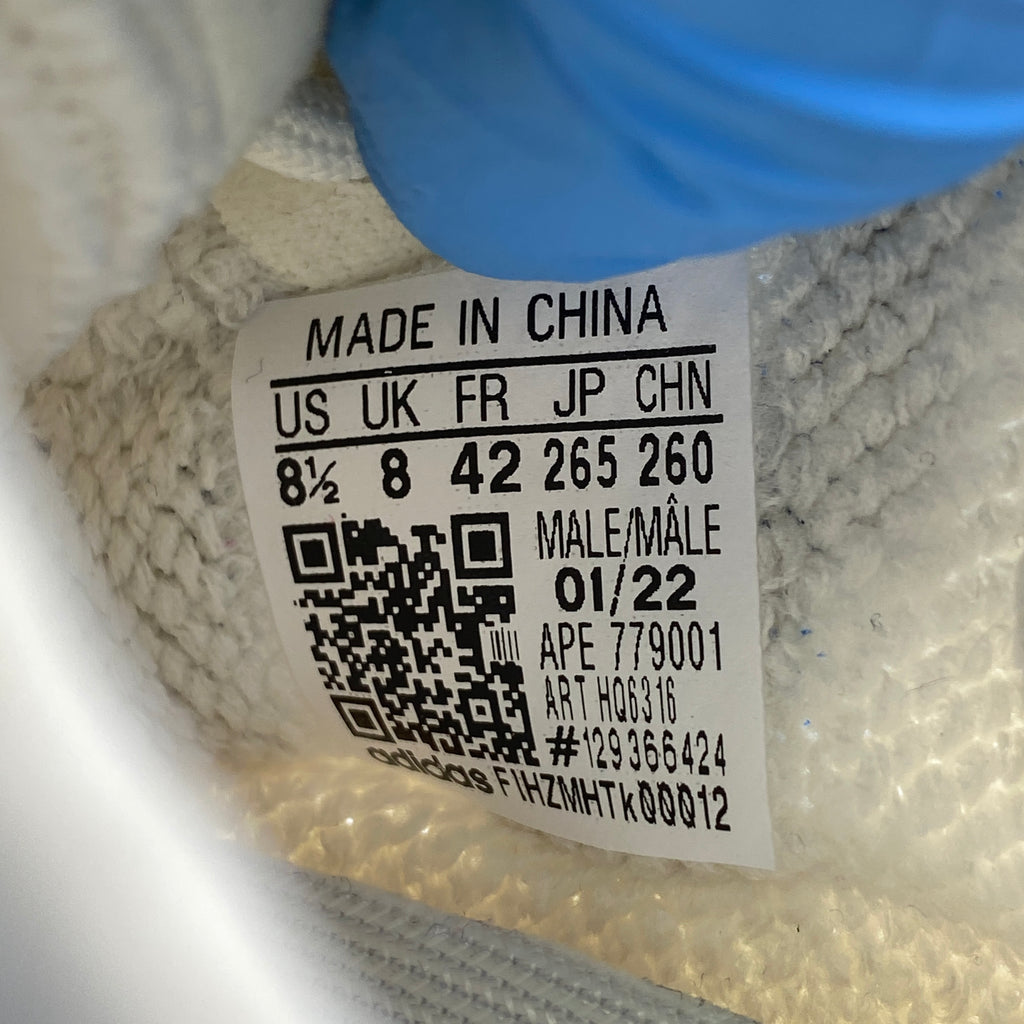 MADE IN CHINA
US UK FR JP CHN
8½ 8 42 265 260
MALE/MÂLE
01/22
APE 779001
ART HQ6316
#129366424
adidas F1HZMHTk00012